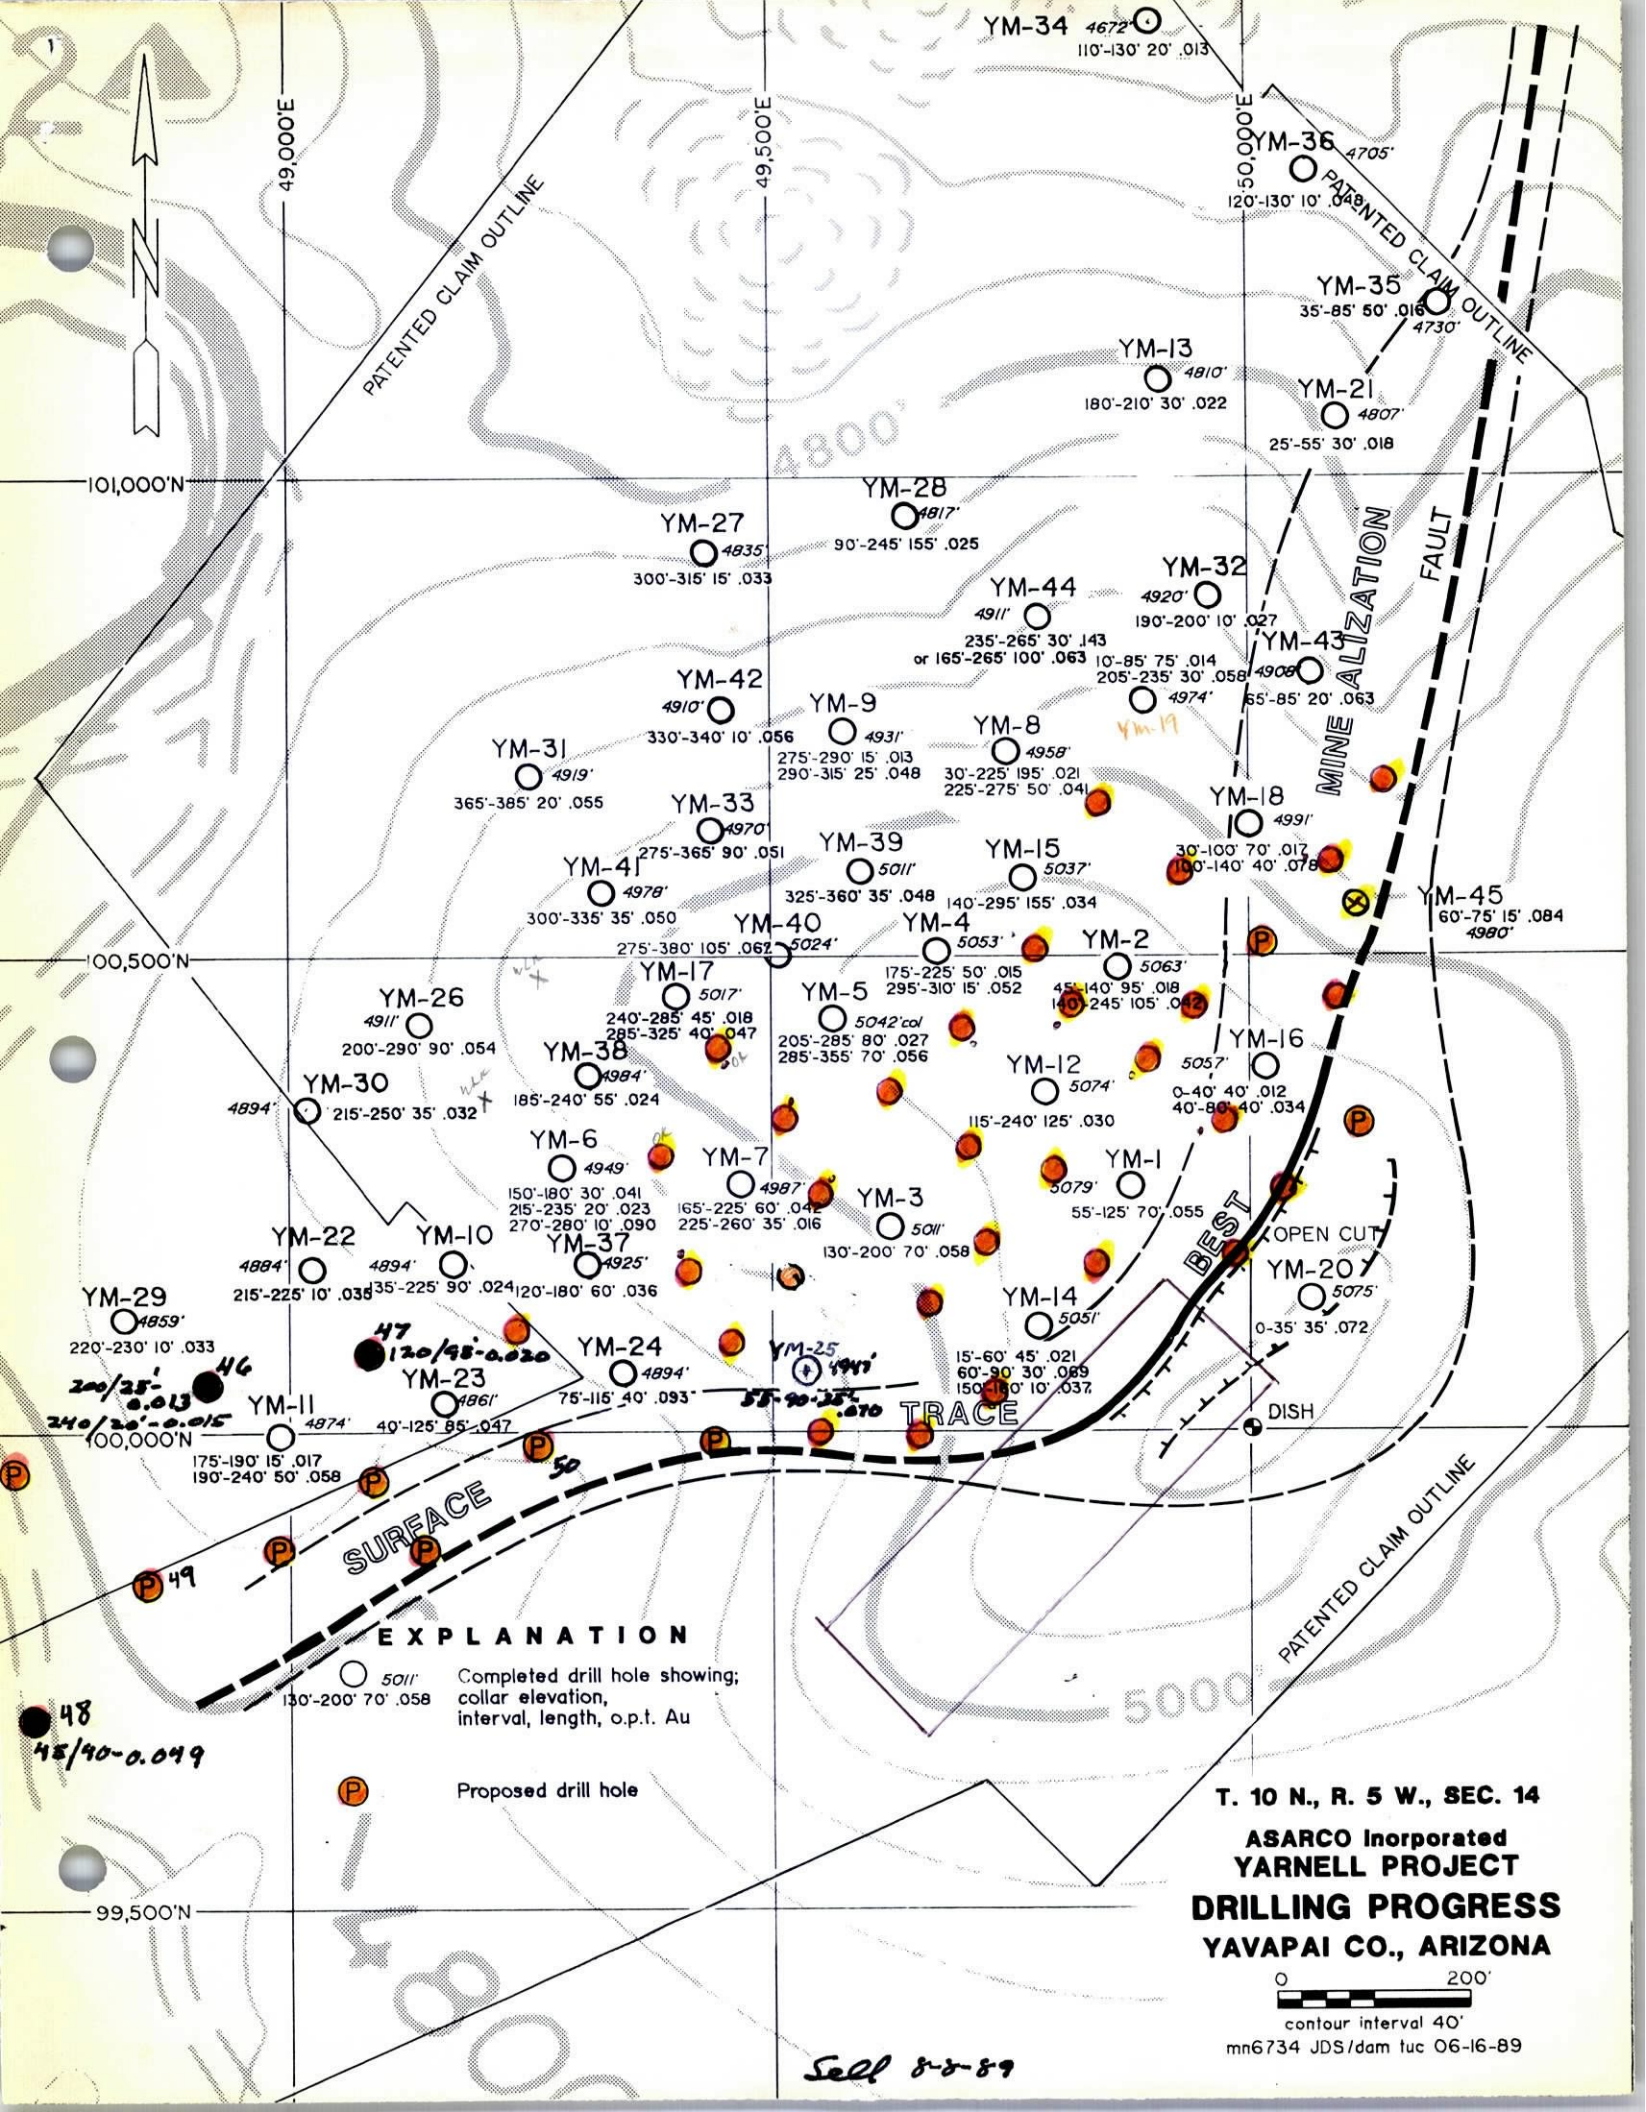 YM-34 4672'
110'-130' 20' .013
49,000'E
49,500'E
50,000'E
YM-36 4705'
120'-130' 10' .048
PATENTED CLAIM OUTLINE
PATENTED CLAIM OUTLINE
N
YM-35
35'-85' 50' .016
4730'
YM-13
4810'
180'-210' 30' .022
YM-21
4807'
25'-55' 30' .018
4800'
101,000'N
YM-28
4817'
90'-245' 155' .025
YM-27
4835'
300'-315' 15' .033
FAULT
MINE ALIZATION
YM-32
4920'
190'-200' 10' .027
YM-44
4911'
235'-265' 30' .143
or 165'-265' 100' .063
YM-43
4908'
65'-85' 20' .063
10'-85' 75' .014
205'-235' 30' .058
4974'
YM-19
YM-42
4910'
330'-340' 10' .056
YM-9
4931'
275'-290' 15' .013
290'-315' 25' .048
YM-8
4958'
30'-225' 195' .021
225'-275' 50' .041
YM-31
4919'
365'-385' 20' .055
YM-33
4970'
275'-365' 90' .051
YM-18
4991'
30'-100' 70' .017
100'-140' 40' .078
YM-39
5011'
325'-360' 35' .048
YM-15
5037'
140'-295' 155' .034
YM-41
4978'
300'-335' 35' .050
YM-45
60'-75' 15' .084
4980'
YM-40
275'-380' 105' .062 5024'
YM-4
5053'
175'-225' 50' .015
295'-310' 15' .052
YM-2
5063'
45'-140' 95' .018
140'-245' 105' .042
P
100,500'N
YM-17
5017'
240'-285' 45' .018
285'-325' 40' .047
OK
YM-5
5042'col
205'-285' 80' .027
285'-355' 70' .056
YM-26
4911'
200'-290' 90' .054
YM-38
4984'
185'-240' 55' .024
YM-12
5074'
115'-240' 125' .030
YM-16
5057'
0-40' 40' .012
40'-80' 40' .034
P
YM-30
4894'
215'-250' 35' .032
YM-6
4949'
150'-180' 30' .041
215'-235' 20' .023
270'-280' 10' .090
OK
YM-7
4987'
165'-225' 60' .042
225'-260' 35' .016
YM-1
5079'
55'-125' 70' .055
YM-3
5011'
130'-200' 70' .058
BEST
OPEN CUT
YM-22
4884'
215'-225' 10' .035
YM-10
4894'
135'-225' 90' .024
YM-37
4925'
120'-180' 60' .036
YM-20
5075'
0-35' 35' .072
YM-29
4859'
220'-230' 10' .033
YM-14
5051'
15'-60' 45' .021
60'-90' 30' .069
150'-160' 10' .037
47
120/95'-0.020
46
200/25'-
0.013
240/20'-0.015
YM-24
4894'
75'-115' 40' .093
YM-25
4947'
55-90-35'
.070
YM-23
4861'
40'-125' 85' .047
YM-11
4874'
175'-190' 15' .017
190'-240' 50' .058
100,000'N
TRACE
DISH
P
50
P
P
P
P
P
P
49
SURFACE
PATENTED CLAIM OUTLINE
EXPLANATION
5011'
130'-200' 70' .058
Completed drill hole showing;
collar elevation,
interval, length, o.p.t. Au
48
45/40-0.049
P
Proposed drill hole
5000'
99,500'N
T. 10 N., R. 5 W., SEC. 14
ASARCO Inorporated
YARNELL PROJECT
DRILLING PROGRESS
YAVAPAI CO., ARIZONA
0 200'
contour interval 40'
mn6734 JDS/dam tuc 06-16-89
Sell 8-8-89